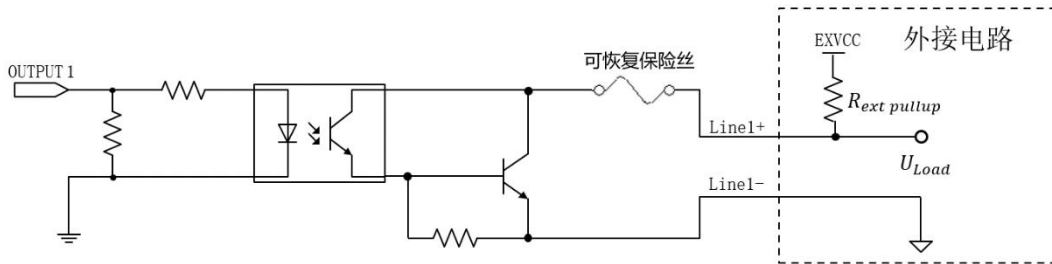 外接电路
EXVCC
可恢复保险丝
OUTPUT 1
R_ext pullup
Line1+
U_Load
Line1-